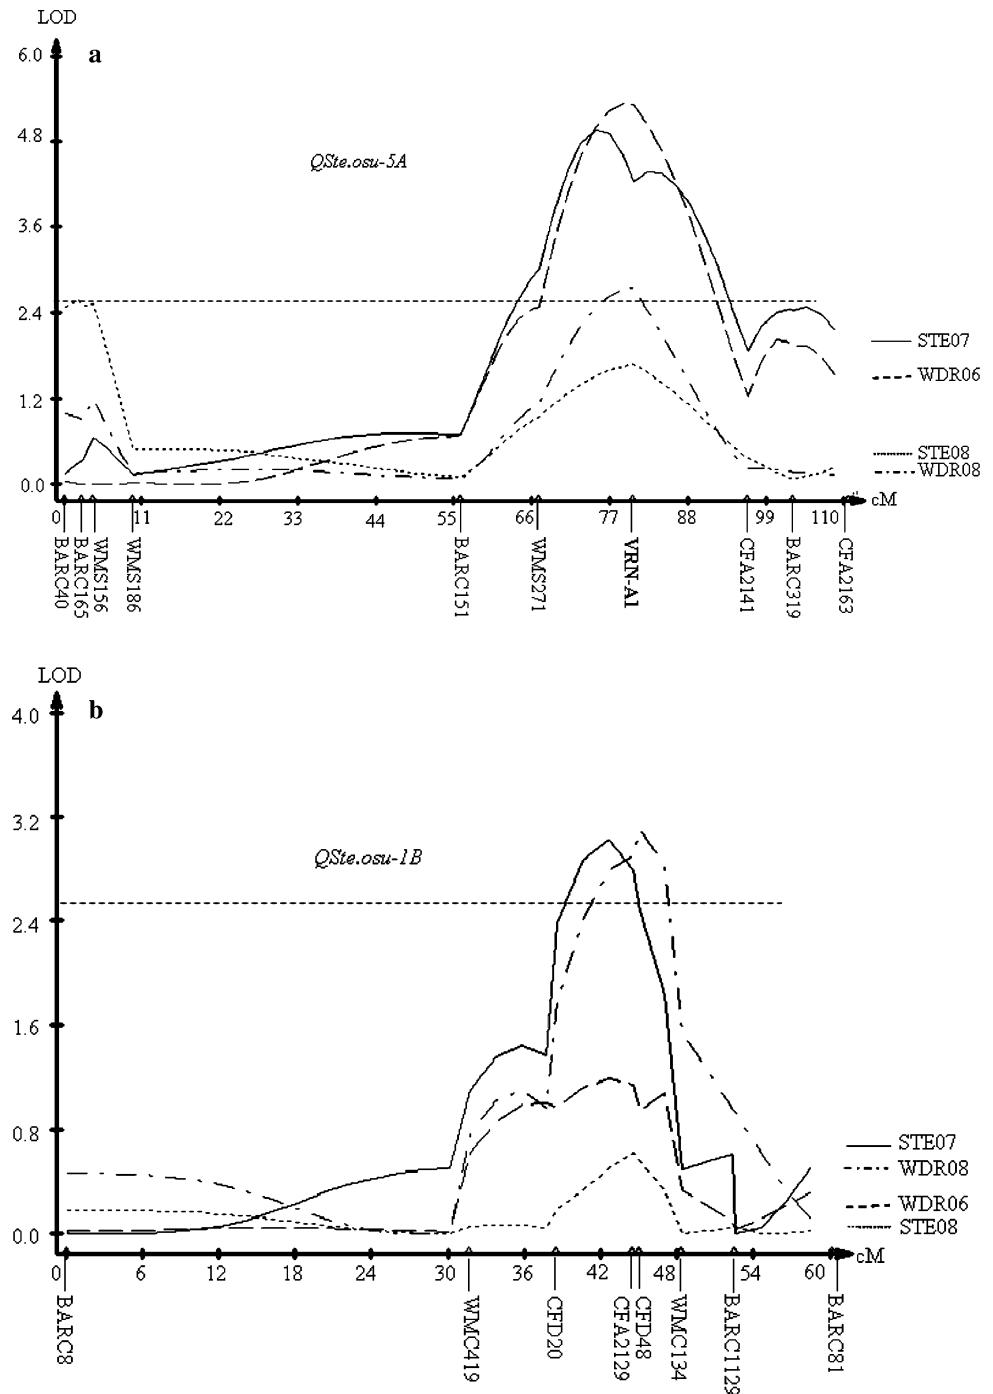 LOD
6.0
a
4.8
QSte.osu-5A
3.6
2.4
STE07
WDR06
1.2
STE08
WDR08
0.0
0 11 22 33 44 55 66 77 88 99 110 cM
BARC40
BARC165
WMS156
WMS186
BARC151
WMS271
VRN-A1
CFA2141
BARC319
CFA2163
LOD
4.0
b
3.2
QSte.osu-1B
2.4
1.6
0.8
STE07
WDR08
WDR06
STE08
0.0
0 6 12 18 24 30 36 42 48 54 60 cM
BARC8
WMC419
CFD20
CFA2129
CFD48
WMC134
BARC1129
BARC81